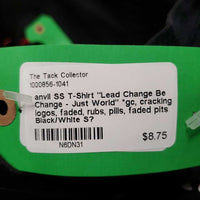 The Tack Collector
1000856-1041
anvil SS T-Shirt "Lead Change Be
Change - Just World" *gc, cracking
logos, faded, rubs, pills, faded pits
Black/White S?
$8.75
N6DN31